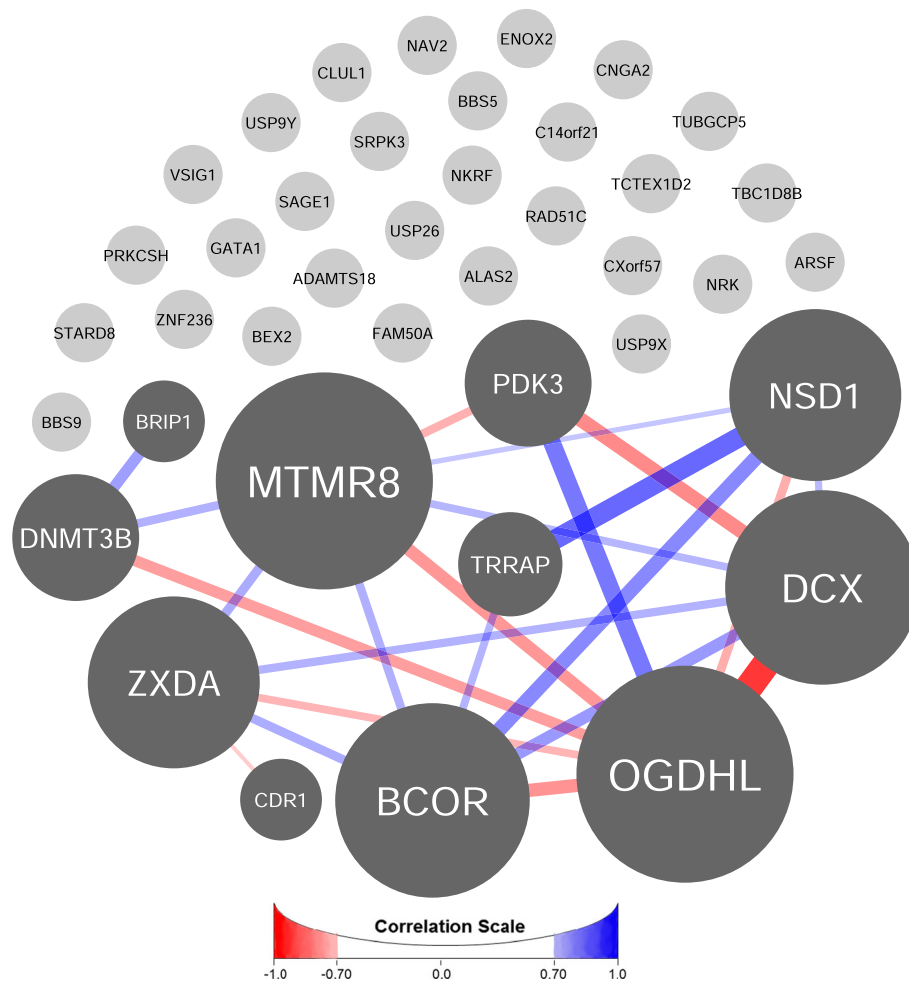 ENOX2
NAV2
CLUL1
CNGA2
BBS5
USP9Y
TUBGCP5
C14orf21
SRPK3
VSIG1
NKRF
TCTEX1D2
TBC1D8B
SAGE1
RAD51C
USP26
GATA1
PRKCSH
ARSF
CXorf57
ALAS2
ADAMTS18
NRK
ZNF236
STARD8
BEX2
FAM50A
USP9X
PDK3
NSD1
BBS9
BRIP1
MTMR8
DNMT3B
TRRAP
DCX
ZXDA
OGDHL
CDR1
BCOR
Correlation Scale
-1.0 -0.70 0.0 0.70 1.0